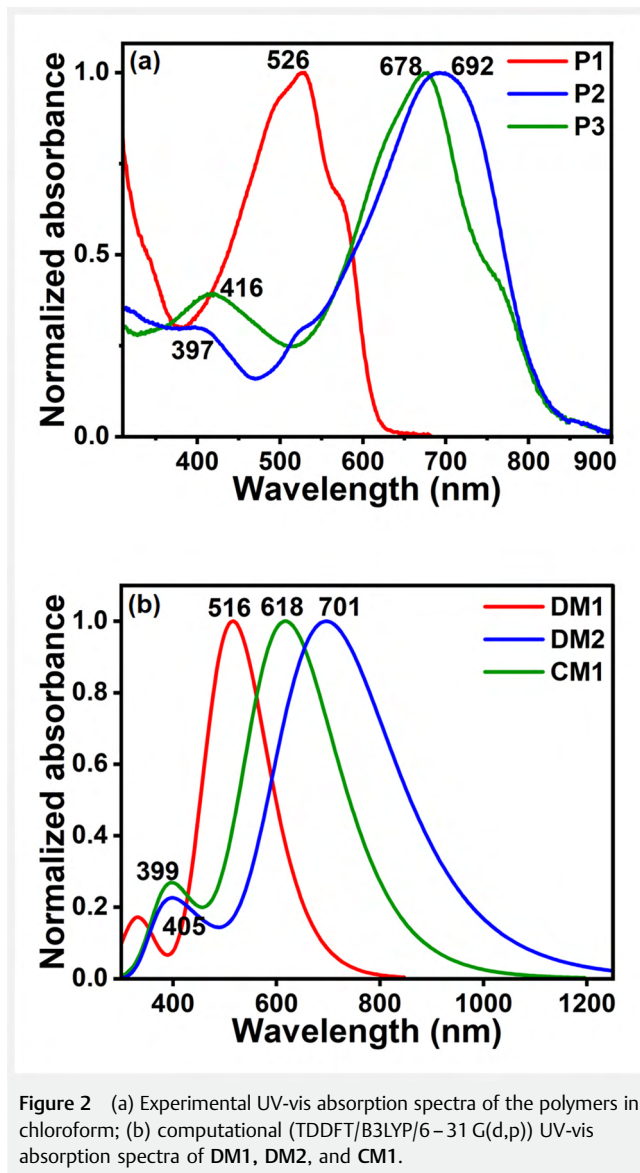 (a)
526
678
692
P1
P2
P3
1.0
0.5
0.0
416
397
Normalized absorbance
400 500 600 700 800 900
Wavelength (nm)
(b)
516
618
701
DM1
DM2
CM1
1.0
0.8
0.6
0.4
0.2
0.0
399
405
Normalized absorbance
400 600 800 1000 1200
Wavelength (nm)
Figure 2 (a) Experimental UV-vis absorption spectra of the polymers in
chloroform; (b) computational (TDDFT/B3LYP/6–31 G(d,p)) UV-vis
absorption spectra of DM1, DM2, and CM1.